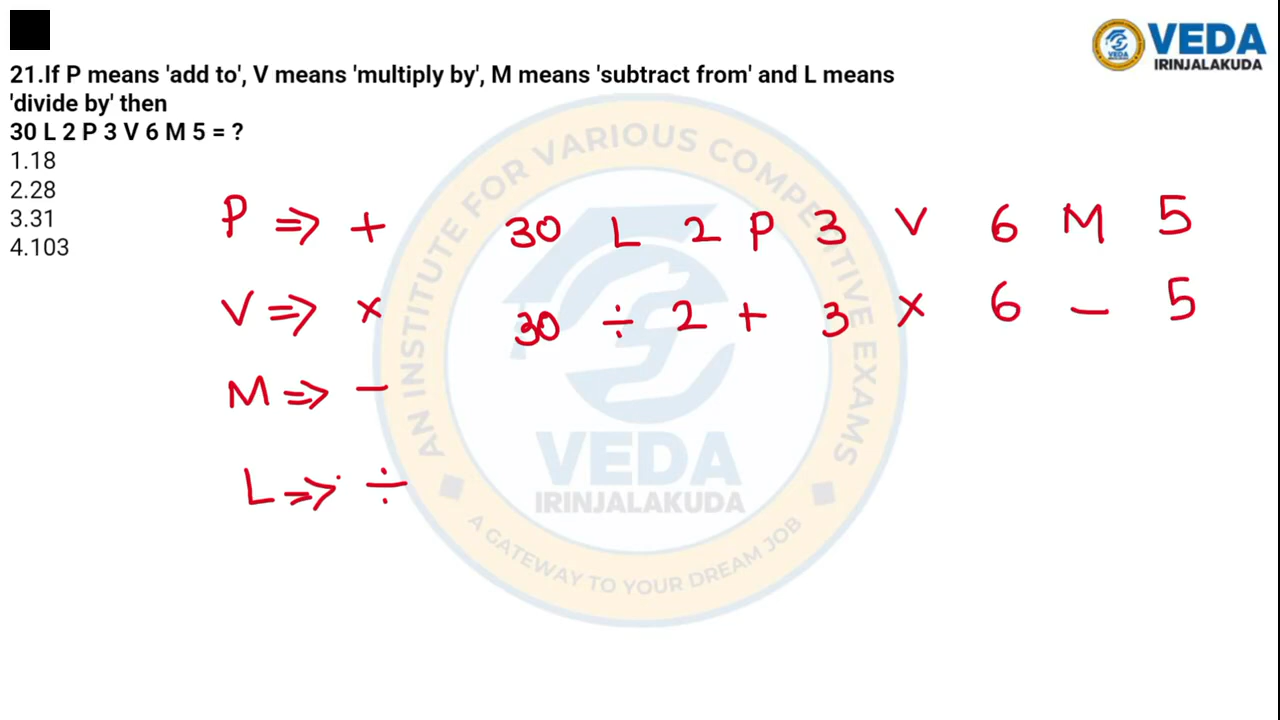 VEDA
IRINJALAKUDA
21.If P means 'add to', V means 'multiply by', M means 'subtract from' and L means
'divide by' then
30 L 2 P 3 V 6 M 5 = ?
1.18
2.28
3.31
4.103
P ⇒ +
30 L 2 P 3 V 6 M 5
V ⇒ ×
30 ÷ 2 + 3 × 6 − 5
M ⇒ −
L ⇒ ÷
AN INSTITUTE FOR VARIOUS COMPETITIVE EXAMS
VEDA
IRINJALAKUDA
A GATEWAY TO YOUR DREAM JOB